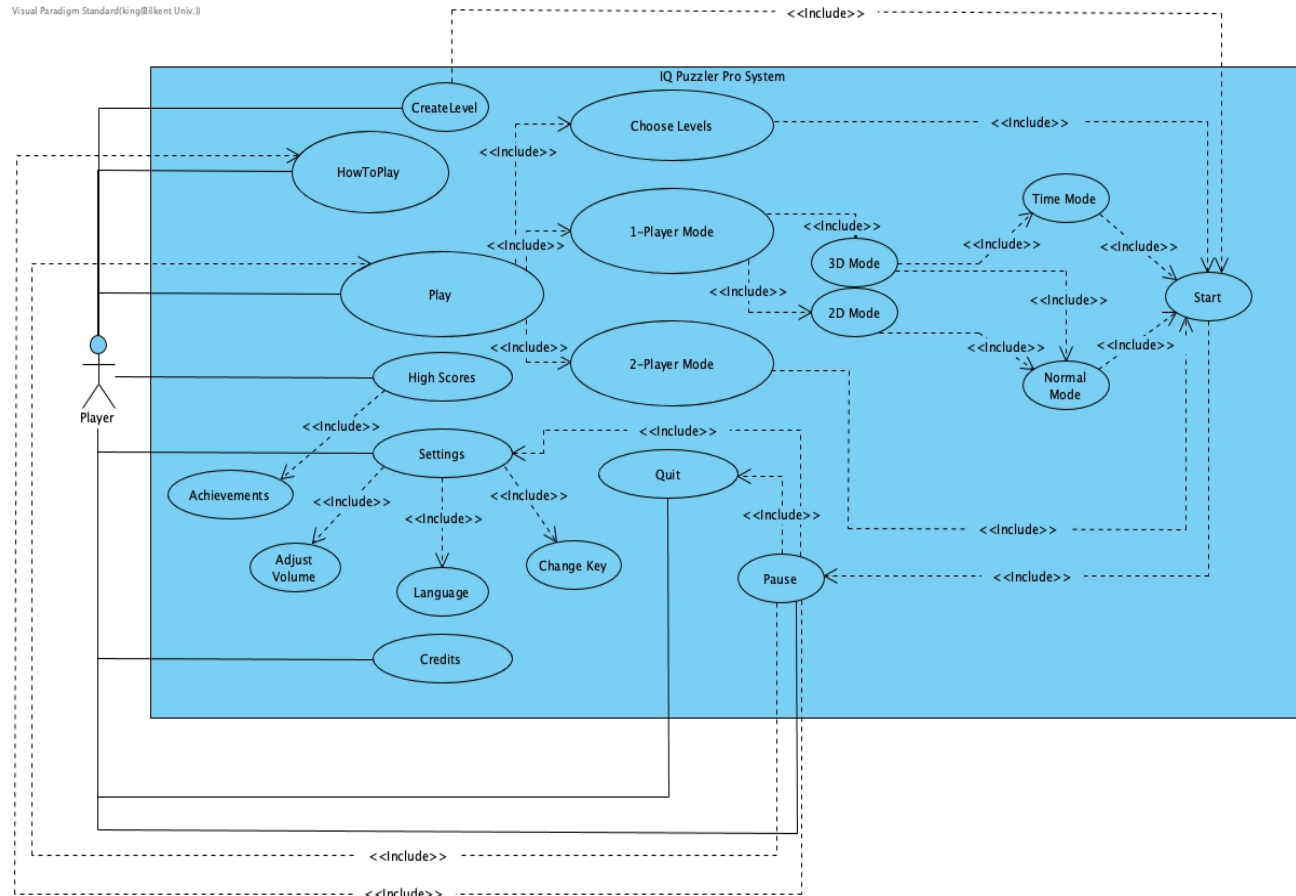 Visual Paradigm Standard(king(Bilkent Univ.))
<<Include>>
IQ Puzzler Pro System
CreateLevel
Choose Levels
<<Include>>
<<Include>>
HowToPlay
Time Mode
1-Player Mode
<<Include>>
<<Include>>
<<Include>>
<<Include>>
3D Mode
Play
<<Include>>
<<Include>>
Start
2D Mode
<<Include>>
<<Include>>
<<Include>>
2-Player Mode
High Scores
Normal
Mode
Player
<<Include>>
<<Include>>
Settings
Quit
Achievements
<<Include>>
<<Include>>
<<Include>>
<<Include>>
<<Include>>
Adjust
Volume
Change Key
Pause
<<Include>>
Language
Credits
<<Include>>
<<Include>>